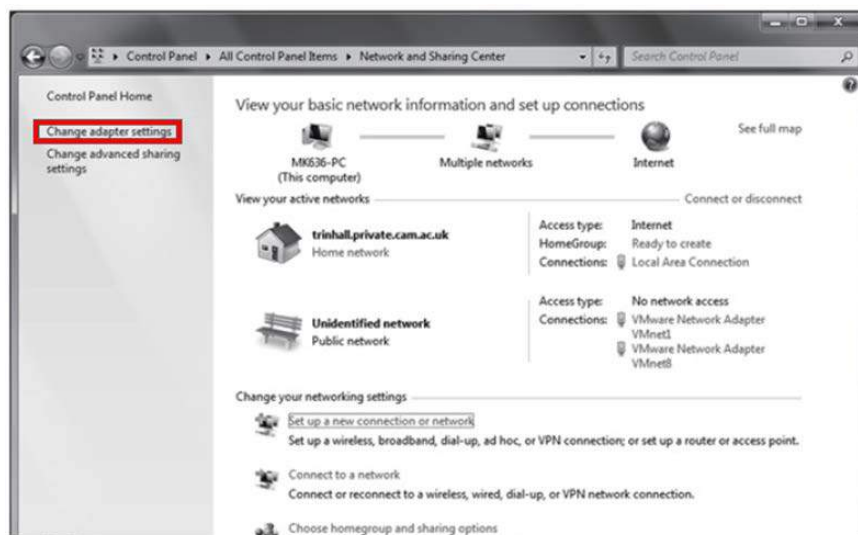 Control Panel ▸ All Control Panel Items ▸ Network and Sharing Center
Search Control Panel
Control Panel Home
Change adapter settings
Change advanced sharing
settings
View your basic network information and set up connections
See full map
MK636-PC
(This computer)
Multiple networks
Internet
View your active networks
Connect or disconnect
trinhall.private.cam.ac.uk
Home network
Access type: Internet
HomeGroup: Ready to create
Connections: Local Area Connection
Unidentified network
Public network
Access type: No network access
Connections: VMware Network Adapter
VMnet1
VMware Network Adapter
VMnet8
Change your networking settings
Set up a new connection or network
Set up a wireless, broadband, dial-up, ad hoc, or VPN connection; or set up a router or access point.
Connect to a network
Connect or reconnect to a wireless, wired, dial-up, or VPN network connection.
Choose homegroup and sharing options